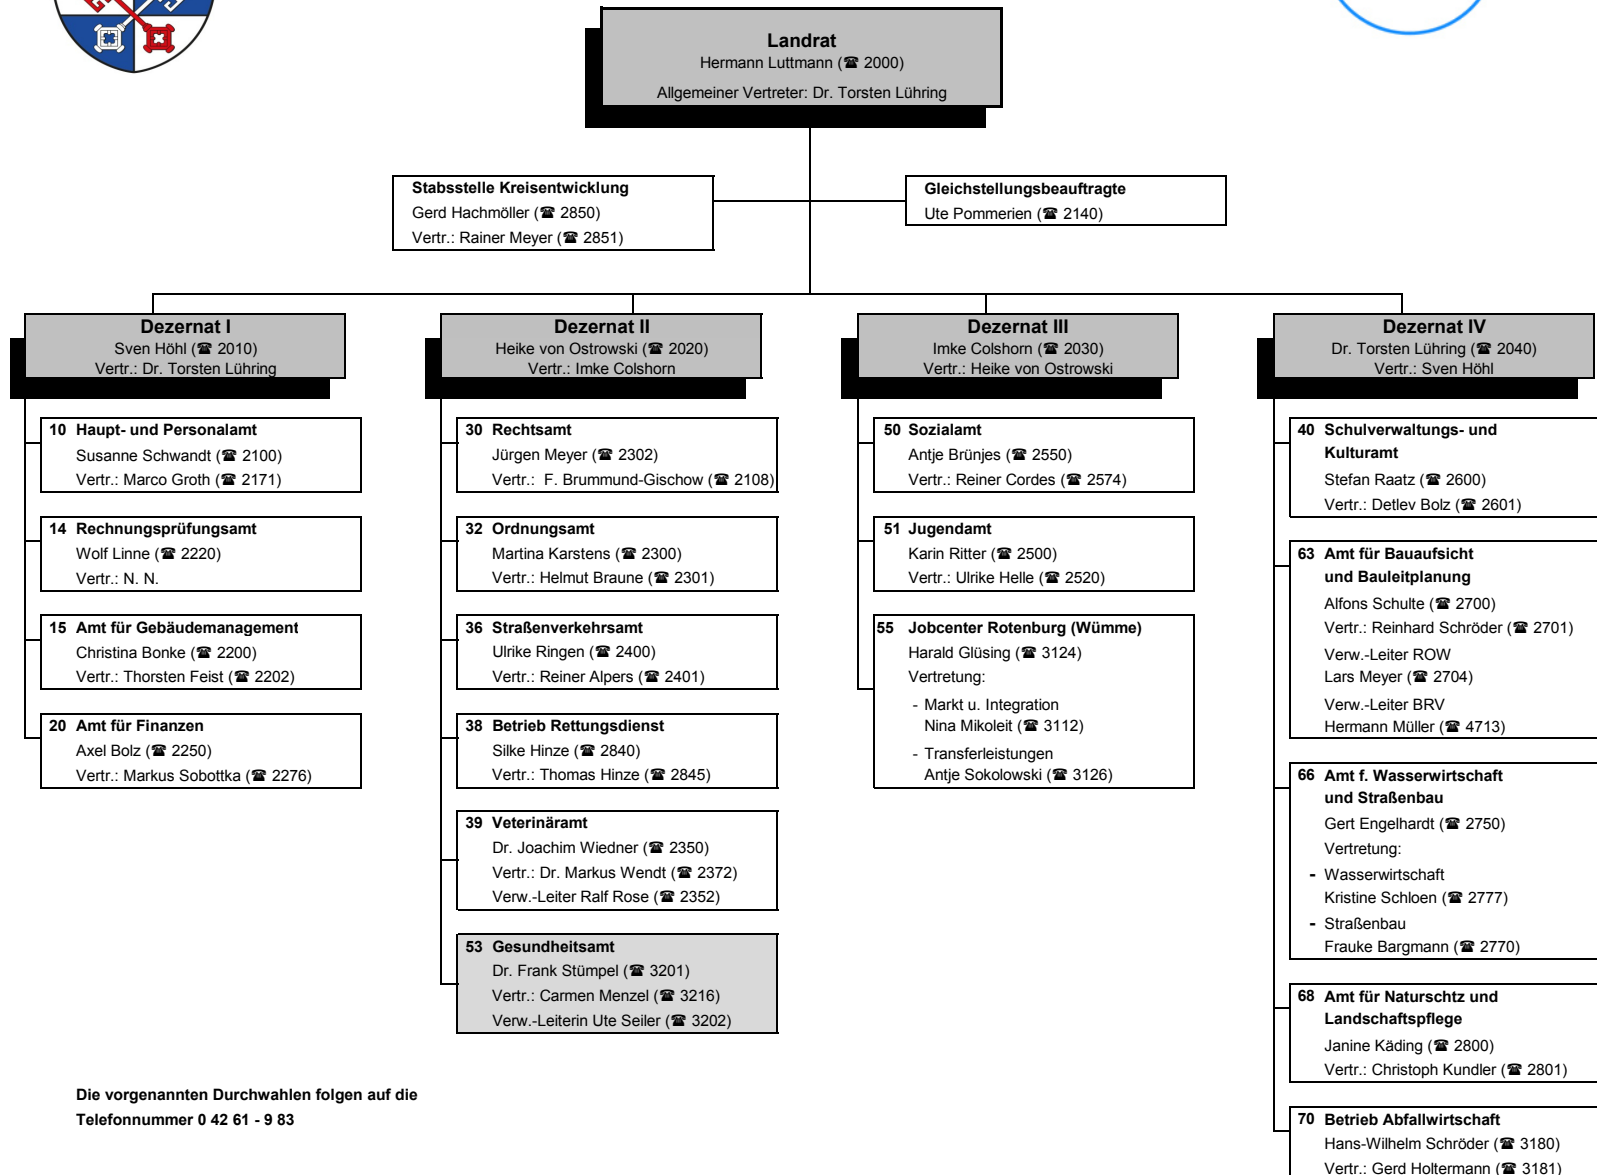 Landrat
Hermann Luttmann (☎ 2000)
Allgemeiner Vertreter: Dr. Torsten Lühring
Stabsstelle Kreisentwicklung
Gerd Hachmöller (☎ 2850)
Vertr.: Rainer Meyer (☎ 2851)
Gleichstellungsbeauftragte
Ute Pommerien (☎ 2140)
Dezernat I
Sven Höhl (☎ 2010)
Vertr.: Dr. Torsten Lühring
10 Haupt- und Personalamt
Susanne Schwandt (☎ 2100)
Vertr.: Marco Groth (☎ 2171)
14 Rechnungsprüfungsamt
Wolf Linne (☎ 2220)
Vertr.: N. N.
15 Amt für Gebäudemanagement
Christina Bonke (☎ 2200)
Vertr.: Thorsten Feist (☎ 2202)
20 Amt für Finanzen
Axel Bolz (☎ 2250)
Vertr.: Markus Sobottka (☎ 2276)
Dezernat II
Heike von Ostrowski (☎ 2020)
Vertr.: Imke Colshorn
30 Rechtsamt
Jürgen Meyer (☎ 2302)
Vertr.: F. Brummund-Gischow (☎ 2108)
32 Ordnungsamt
Martina Karstens (☎ 2300)
Vertr.: Helmut Braune (☎ 2301)
36 Straßenverkehrsamt
Ulrike Ringen (☎ 2400)
Vertr.: Reiner Alpers (☎ 2401)
38 Betrieb Rettungsdienst
Silke Hinze (☎ 2840)
Vertr.: Thomas Hinze (☎ 2845)
39 Veterinäramt
Dr. Joachim Wiedner (☎ 2350)
Vertr.: Dr. Markus Wendt (☎ 2372)
Verw.-Leiter Ralf Rose (☎ 2352)
53 Gesundheitsamt
Dr. Frank Stümpel (☎ 3201)
Vertr.: Carmen Menzel (☎ 3216)
Verw.-Leiterin Ute Seiler (☎ 3202)
Dezernat III
Imke Colshorn (☎ 2030)
Vertr.: Heike von Ostrowski
50 Sozialamt
Antje Brünjes (☎ 2550)
Vertr.: Reiner Cordes (☎ 2574)
51 Jugendamt
Karin Ritter (☎ 2500)
Vertr.: Ulrike Helle (☎ 2520)
55 Jobcenter Rotenburg (Wümme)
Harald Glüsing (☎ 3124)
Vertretung:
- Markt u. Integration
Nina Mikoleit (☎ 3112)
- Transferleistungen
Antje Sokolowski (☎ 3126)
Dezernat IV
Dr. Torsten Lühring (☎ 2040)
Vertr.: Sven Höhl
40 Schulverwaltungs- und
Kulturamt
Stefan Raatz (☎ 2600)
Vertr.: Detlev Bolz (☎ 2601)
63 Amt für Bauaufsicht
und Bauleitplanung
Alfons Schulte (☎ 2700)
Vertr.: Reinhard Schröder (☎ 2701)
Verw.-Leiter ROW
Lars Meyer (☎ 2704)
Verw.-Leiter BRV
Hermann Müller (☎ 4713)
66 Amt f. Wasserwirtschaft
und Straßenbau
Gert Engelhardt (☎ 2750)
Vertretung:
- Wasserwirtschaft
Kristine Schloen (☎ 2777)
- Straßenbau
Frauke Bargmann (☎ 2770)
68 Amt für Naturschtz und
Landschaftspflege
Janine Käding (☎ 2800)
Vertr.: Christoph Kundler (☎ 2801)
70 Betrieb Abfallwirtschaft
Hans-Wilhelm Schröder (☎ 3180)
Vertr.: Gerd Holtermann (☎ 3181)
Die vorgenannten Durchwahlen folgen auf die
Telefonnummer 0 42 61 - 9 83